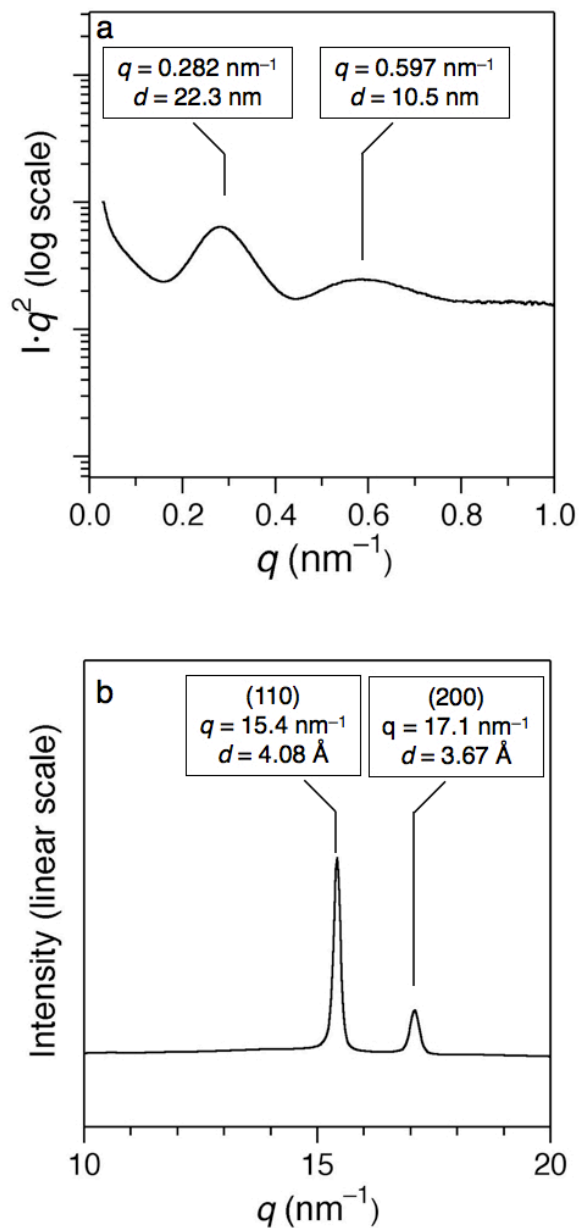 a
q = 0.282 nm⁻¹
d = 22.3 nm
q = 0.597 nm⁻¹
d = 10.5 nm
I·q² (log scale)
0.0 0.2 0.4 0.6 0.8 1.0
q (nm⁻¹)
b
(110)
q = 15.4 nm⁻¹
d = 4.08 Å
(200)
q = 17.1 nm⁻¹
d = 3.67 Å
Intensity (linear scale)
10 15 20
q (nm⁻¹)